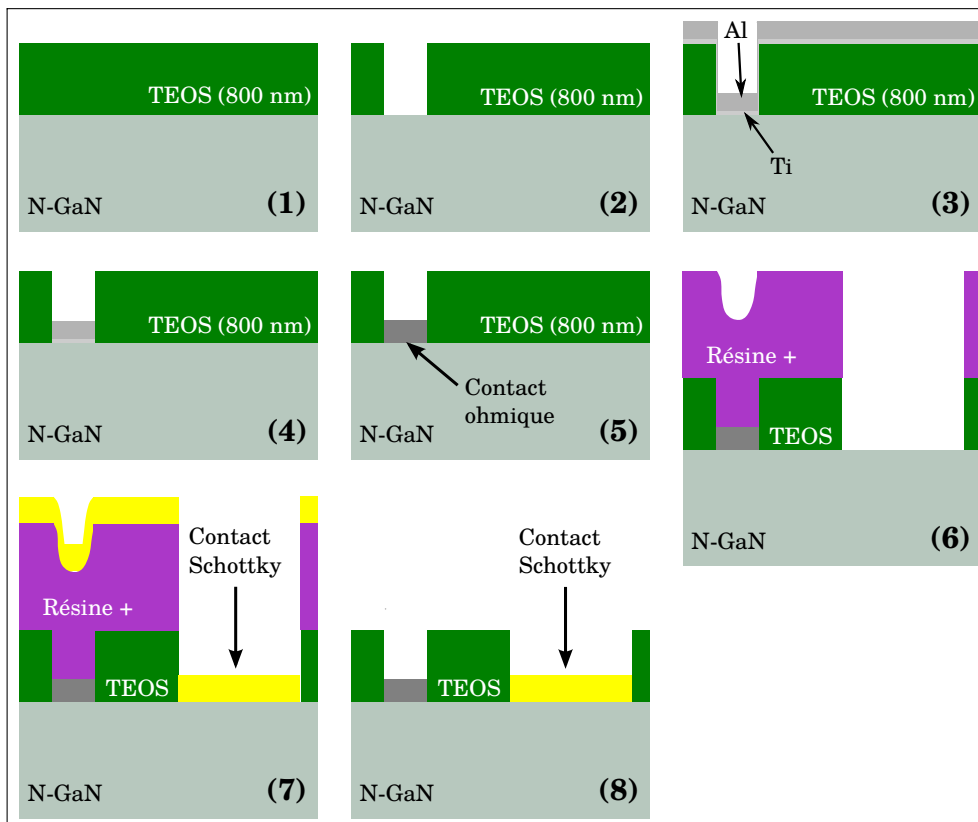 TEOS (800 nm)
N-GaN
(1)
TEOS (800 nm)
N-GaN
(2)
Al
TEOS (800 nm)
Ti
N-GaN
(3)
TEOS (800 nm)
N-GaN
(4)
TEOS (800 nm)
Contact
ohmique
N-GaN
(5)
Résine +
TEOS
N-GaN
(6)
Contact
Schottky
Résine +
TEOS
N-GaN
(7)
Contact
Schottky
TEOS
N-GaN
(8)